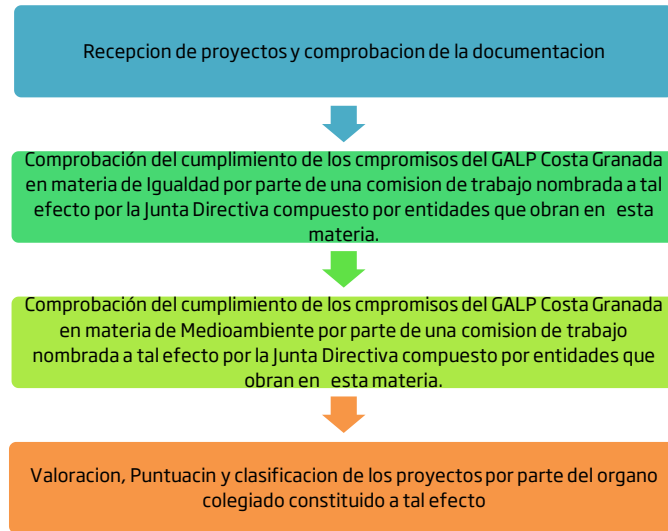 Recepcion de proyectos y comprobacion de la documentacion
Comprobación del cumplimiento de los cmpromisos del GALP Costa Granada
en materia de Igualdad por parte de una comision de trabajo nombrada a tal
efecto por la Junta Directiva compuesto por entidades que obran en esta
materia.
Comprobación del cumplimiento de los cmpromisos del GALP Costa Granada
en materia de Medioambiente por parte de una comision de trabajo
nombrada a tal efecto por la Junta Directiva compuesto por entidades que
obran en esta materia.
Valoracion, Puntuacin y clasificacion de los proyectos por parte del organo
colegiado constituido a tal efecto